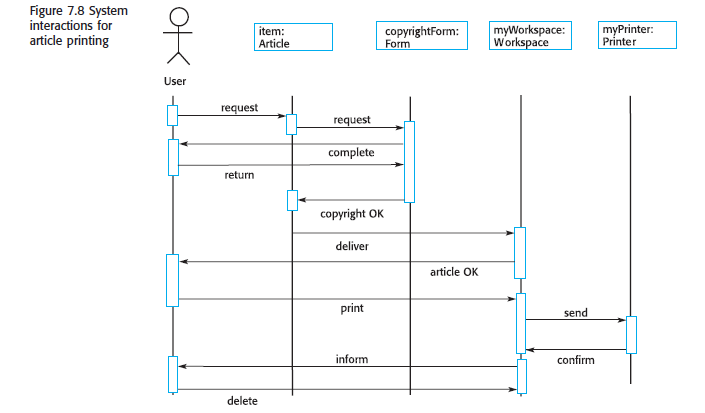 Figure 7.8 System
interactions for
article printing
item:
Article
copyrightForm:
Form
myWorkspace:
Workspace
myPrinter:
Printer
User
request
request
complete
return
copyright OK
deliver
article OK
print
send
inform
confirm
delete